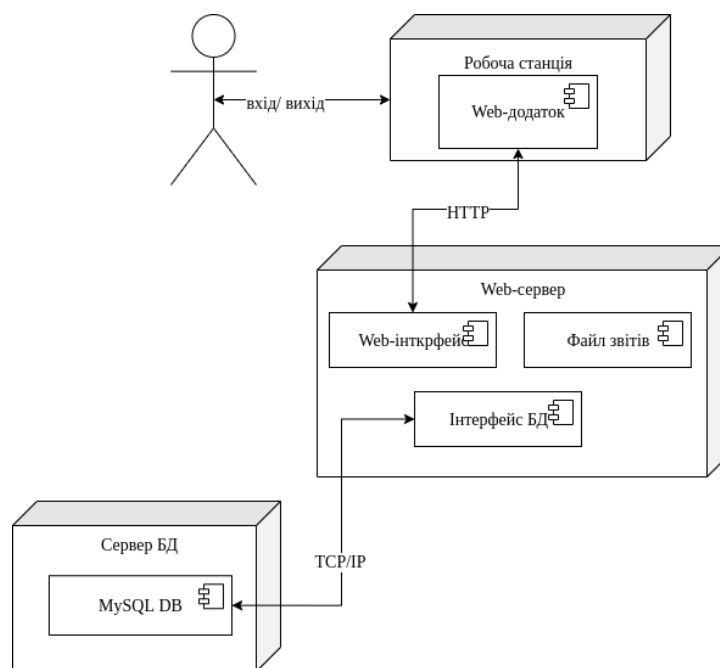 Робоча станція
Web-додаток
вхід/ вихід
HTTP
Web-сервер
Web-інткрфейс
Файл звітів
Інтерфейс БД
TCP/IP
Сервер БД
MySQL DB